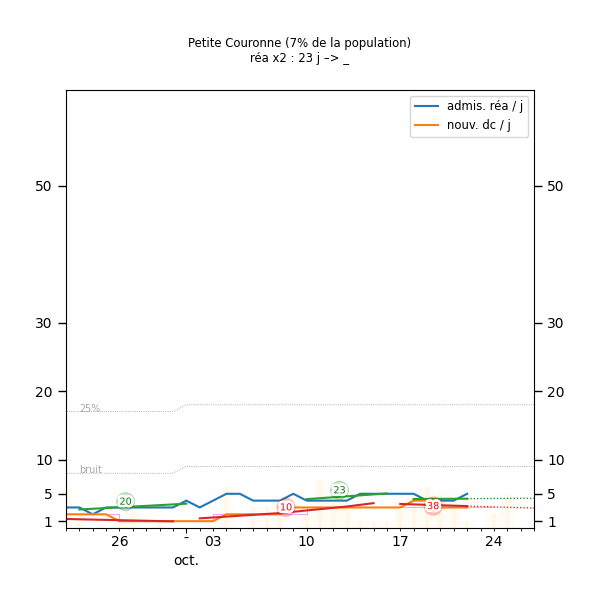 Petite Couronne (7% de la population)
réa x2 : 23 j –> _
admis. réa / j
nouv. dc / j
50 50
30 30
20 20
25%
10 10
bruit
5 5
1 1
20
23
10
38
26 03 10 17 24
oct.